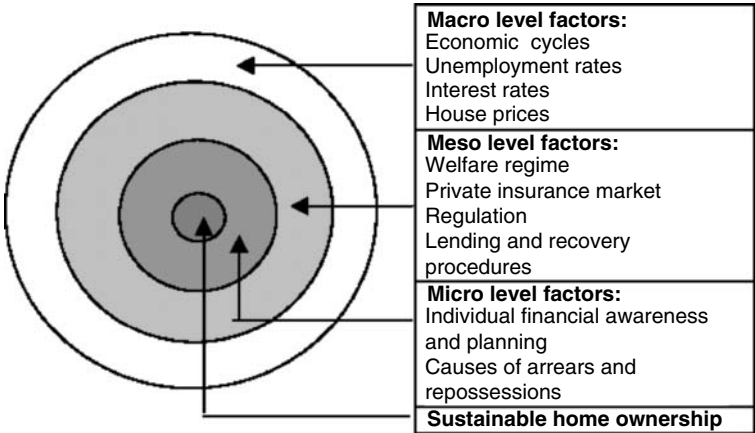 Macro level factors:
Economic cycles
Unemployment rates
Interest rates
House prices
Meso level factors:
Welfare regime
Private insurance market
Regulation
Lending and recovery
procedures
Micro level factors:
Individual financial awareness
and planning
Causes of arrears and
repossessions
Sustainable home ownership